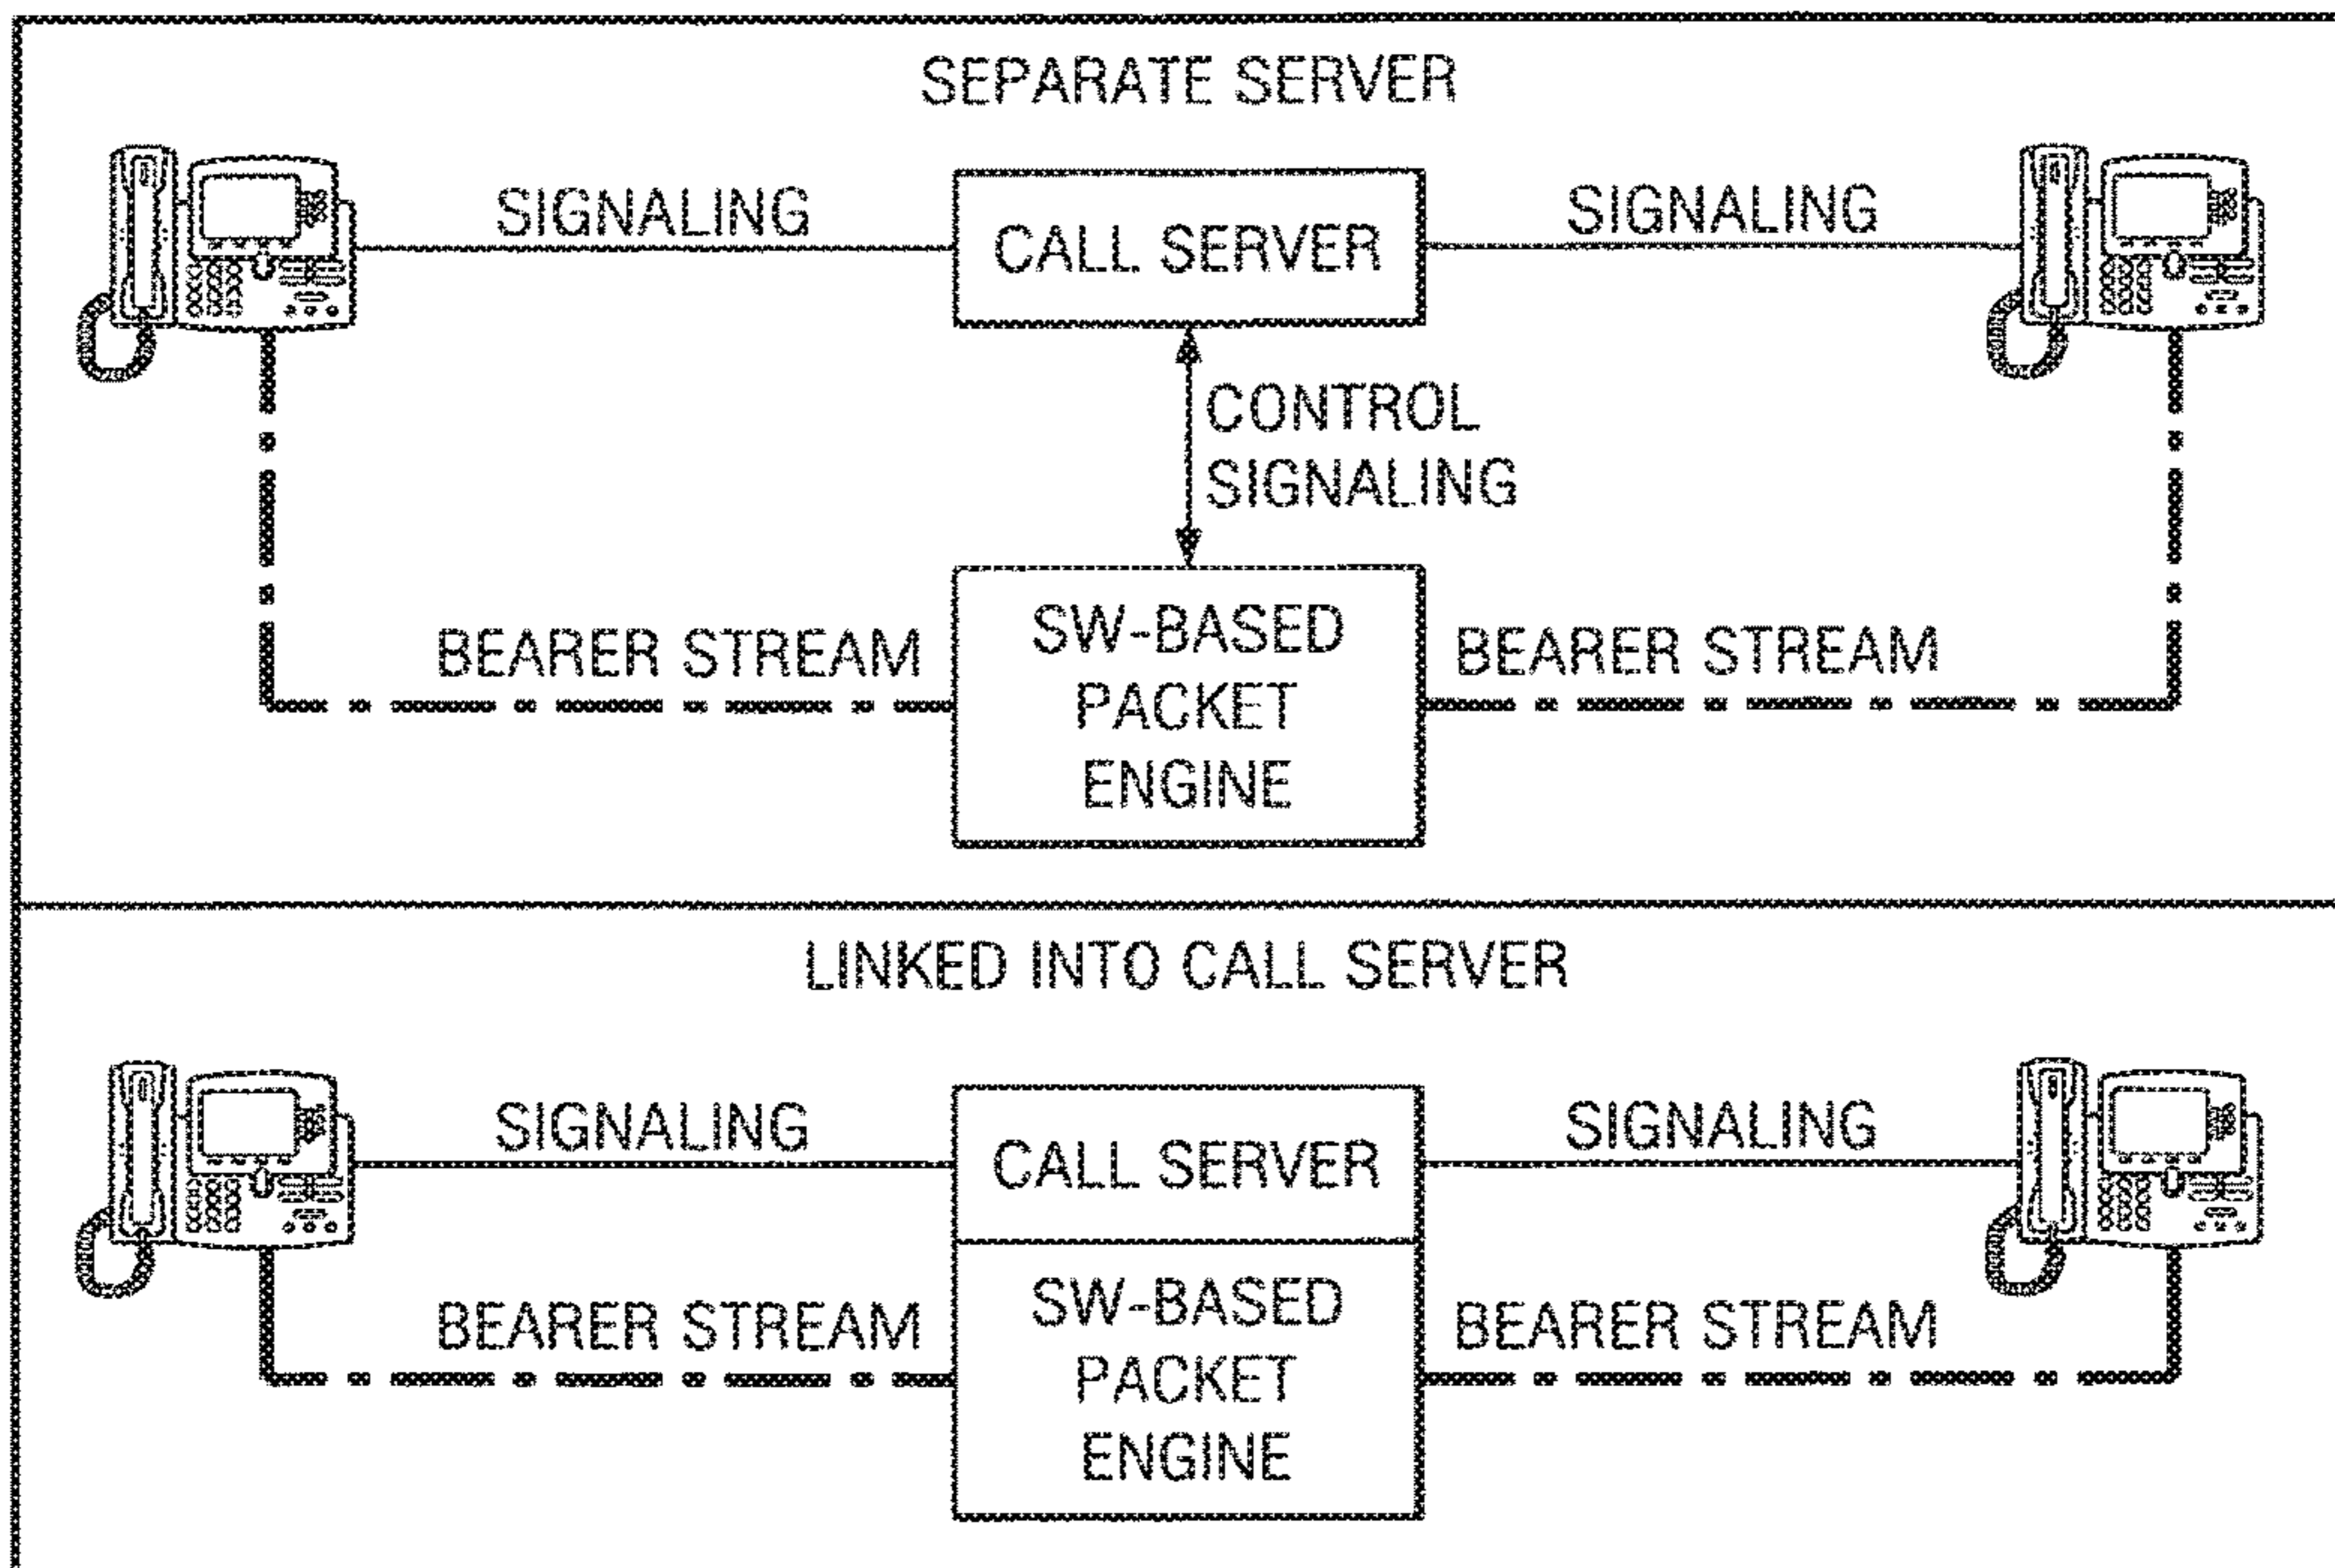 SEPARATE SERVER
SIGNALING
CALL SERVER
SIGNALING
CONTROL
SIGNALING
BEARER STREAM
SW-BASED
PACKET
ENGINE
BEARER STREAM
LINKED INTO CALL SERVER
SIGNALING
CALL SERVER
SIGNALING
BEARER STREAM
SW-BASED
PACKET
ENGINE
BEARER STREAM